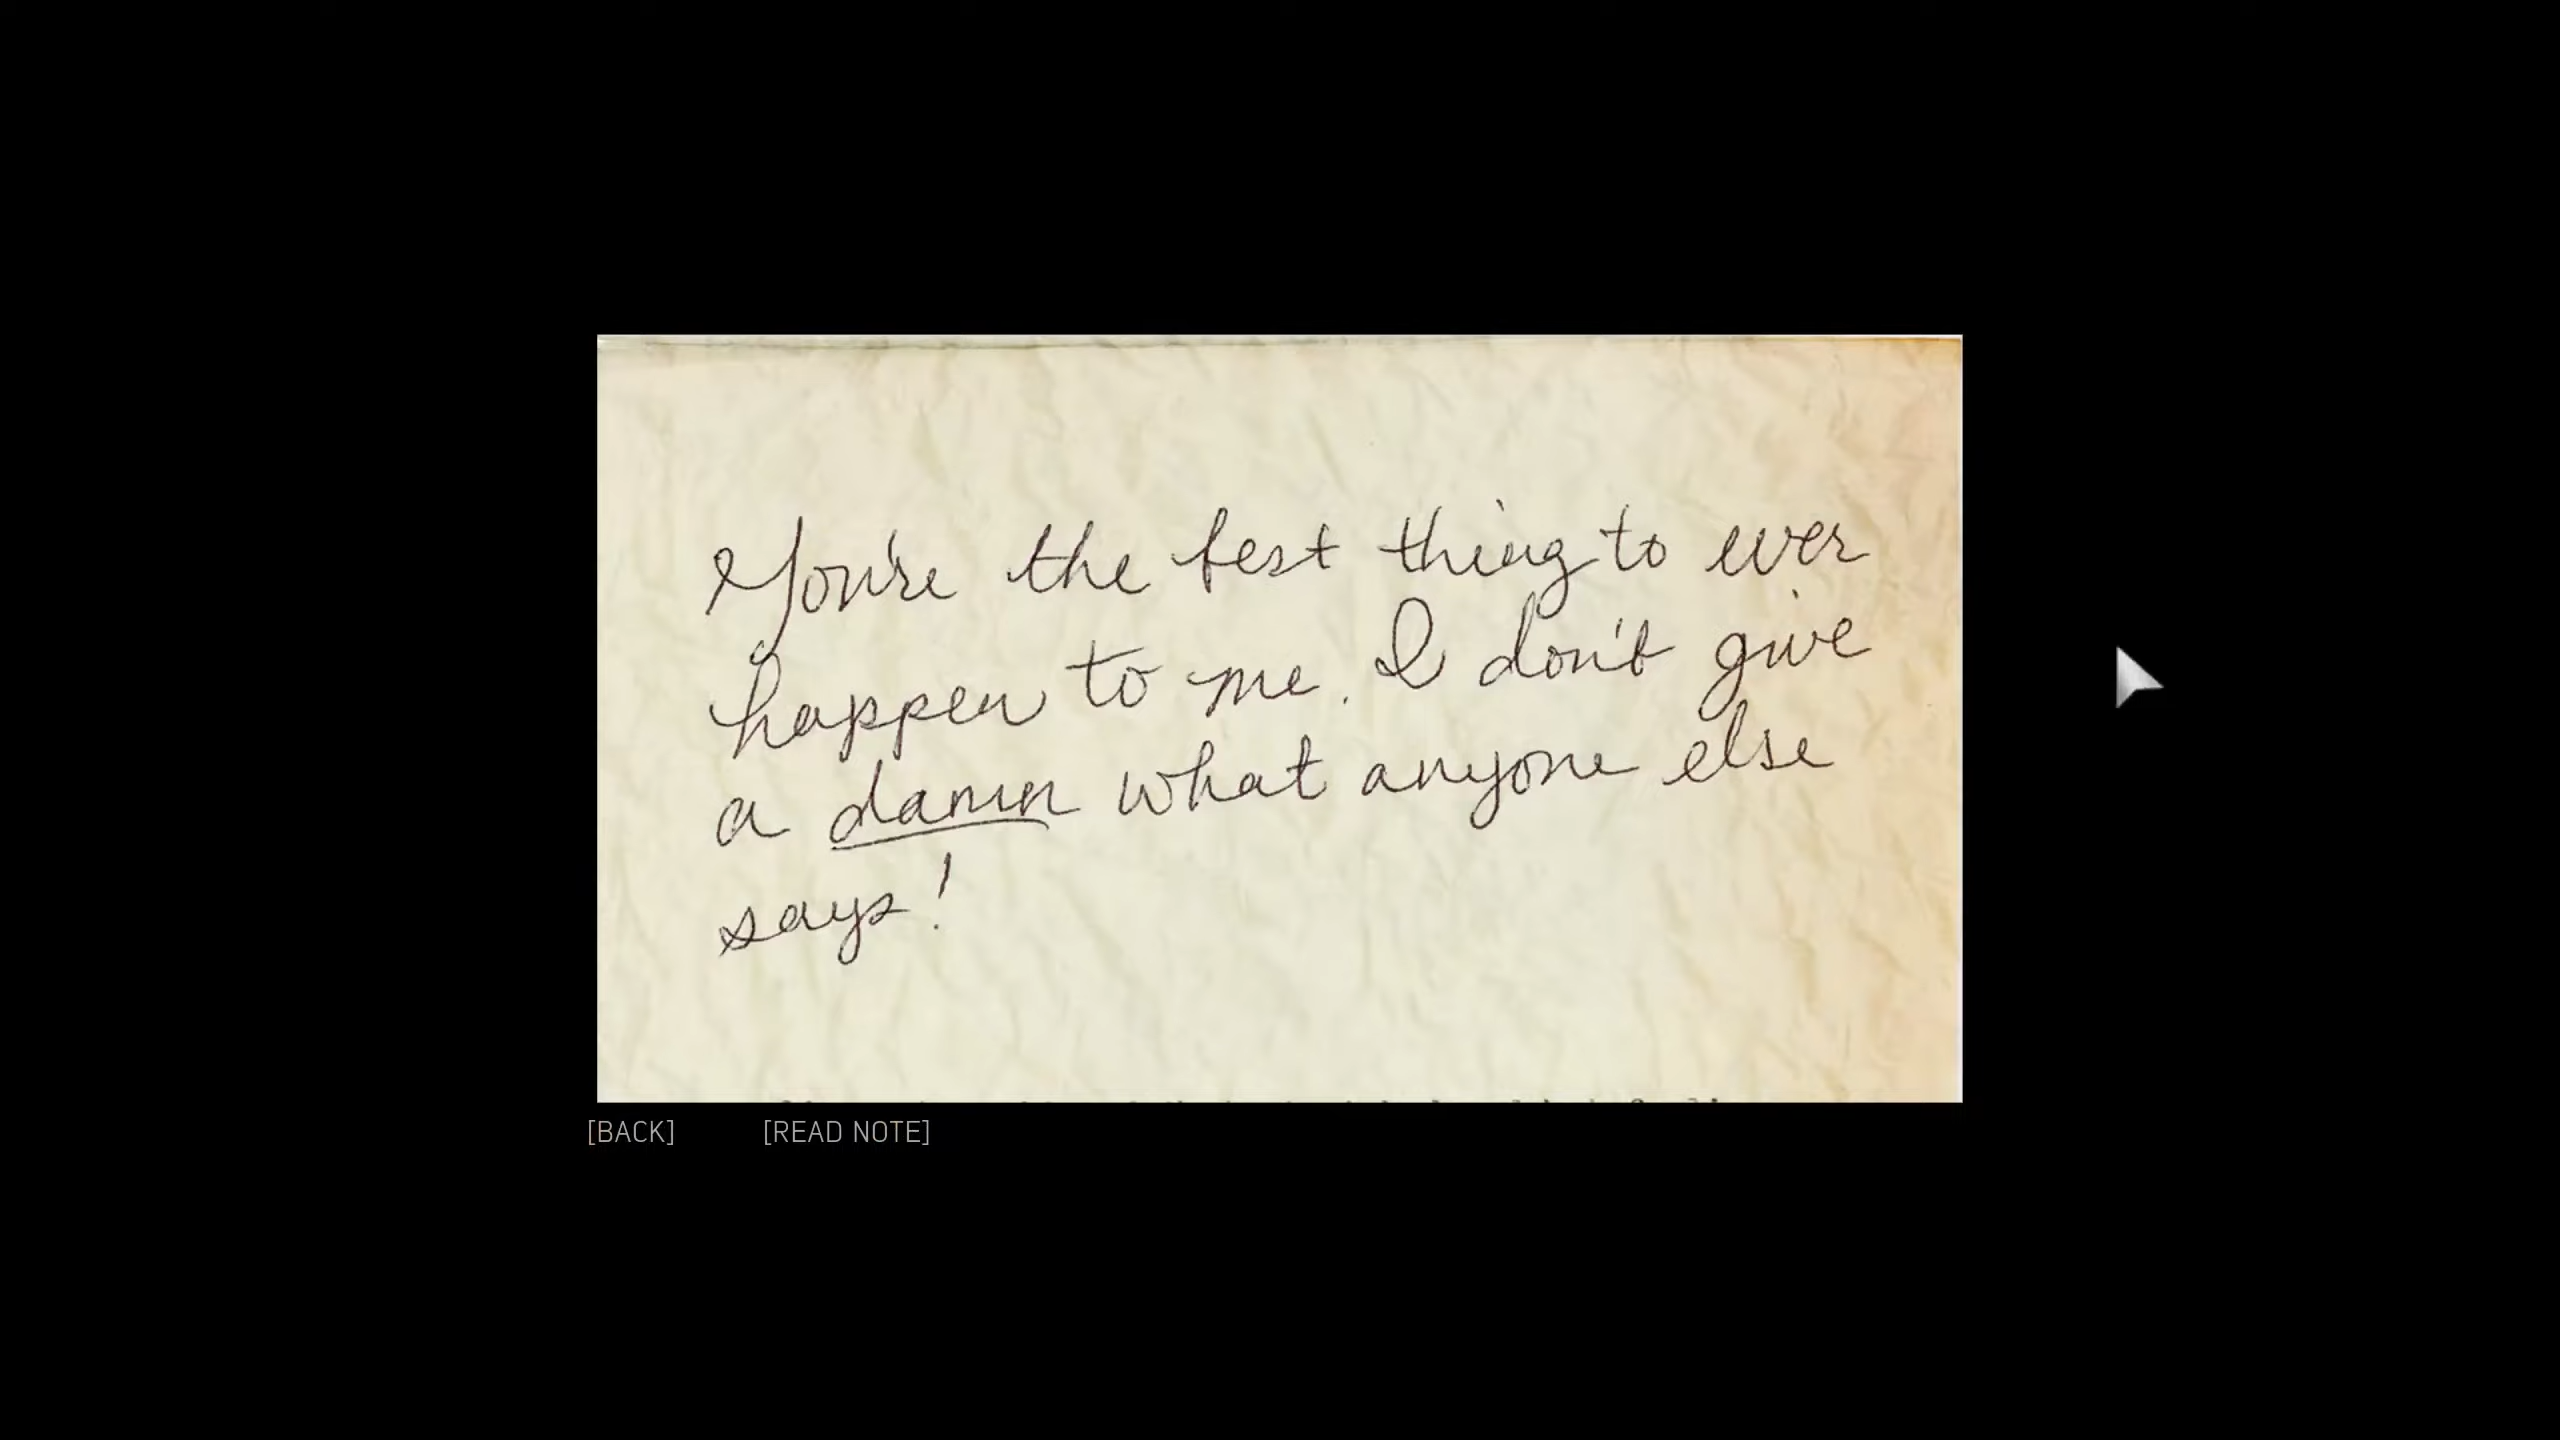 You're the best thing to ever
happen to me. I don't give
a damn what anyone else
says!
[BACK] [READ NOTE]